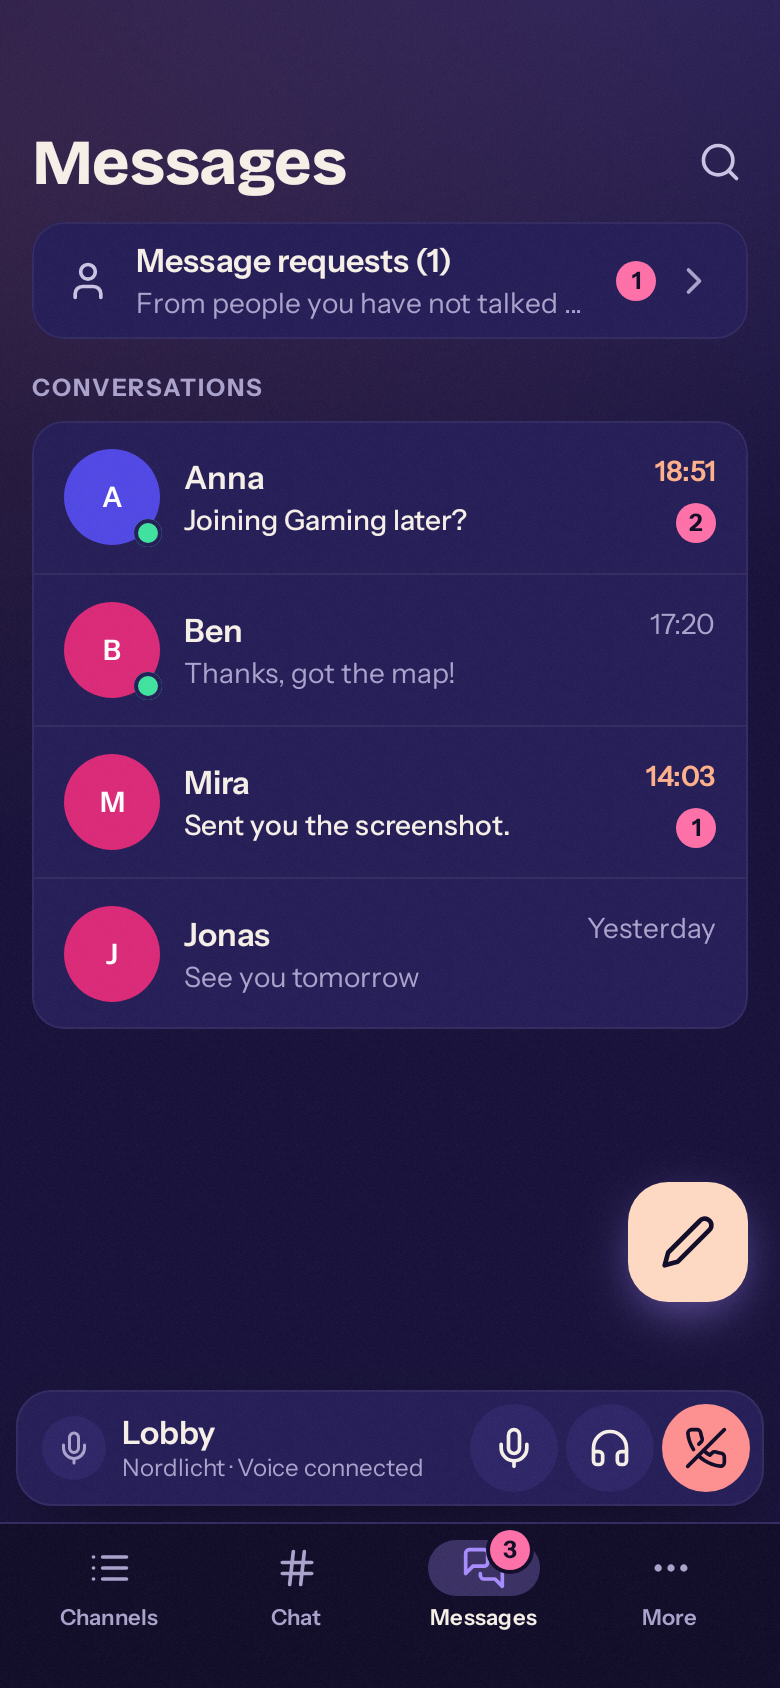 Messages
Message requests (1)
From people you have not talked ...
1
CONVERSATIONS
A
Anna
18:51
Joining Gaming later?
2
B
Ben
17:20
Thanks, got the map!
M
Mira
14:03
Sent you the screenshot.
1
J
Jonas
Yesterday
See you tomorrow
Lobby
Nordlicht · Voice connected
3
Channels
Chat
Messages
More